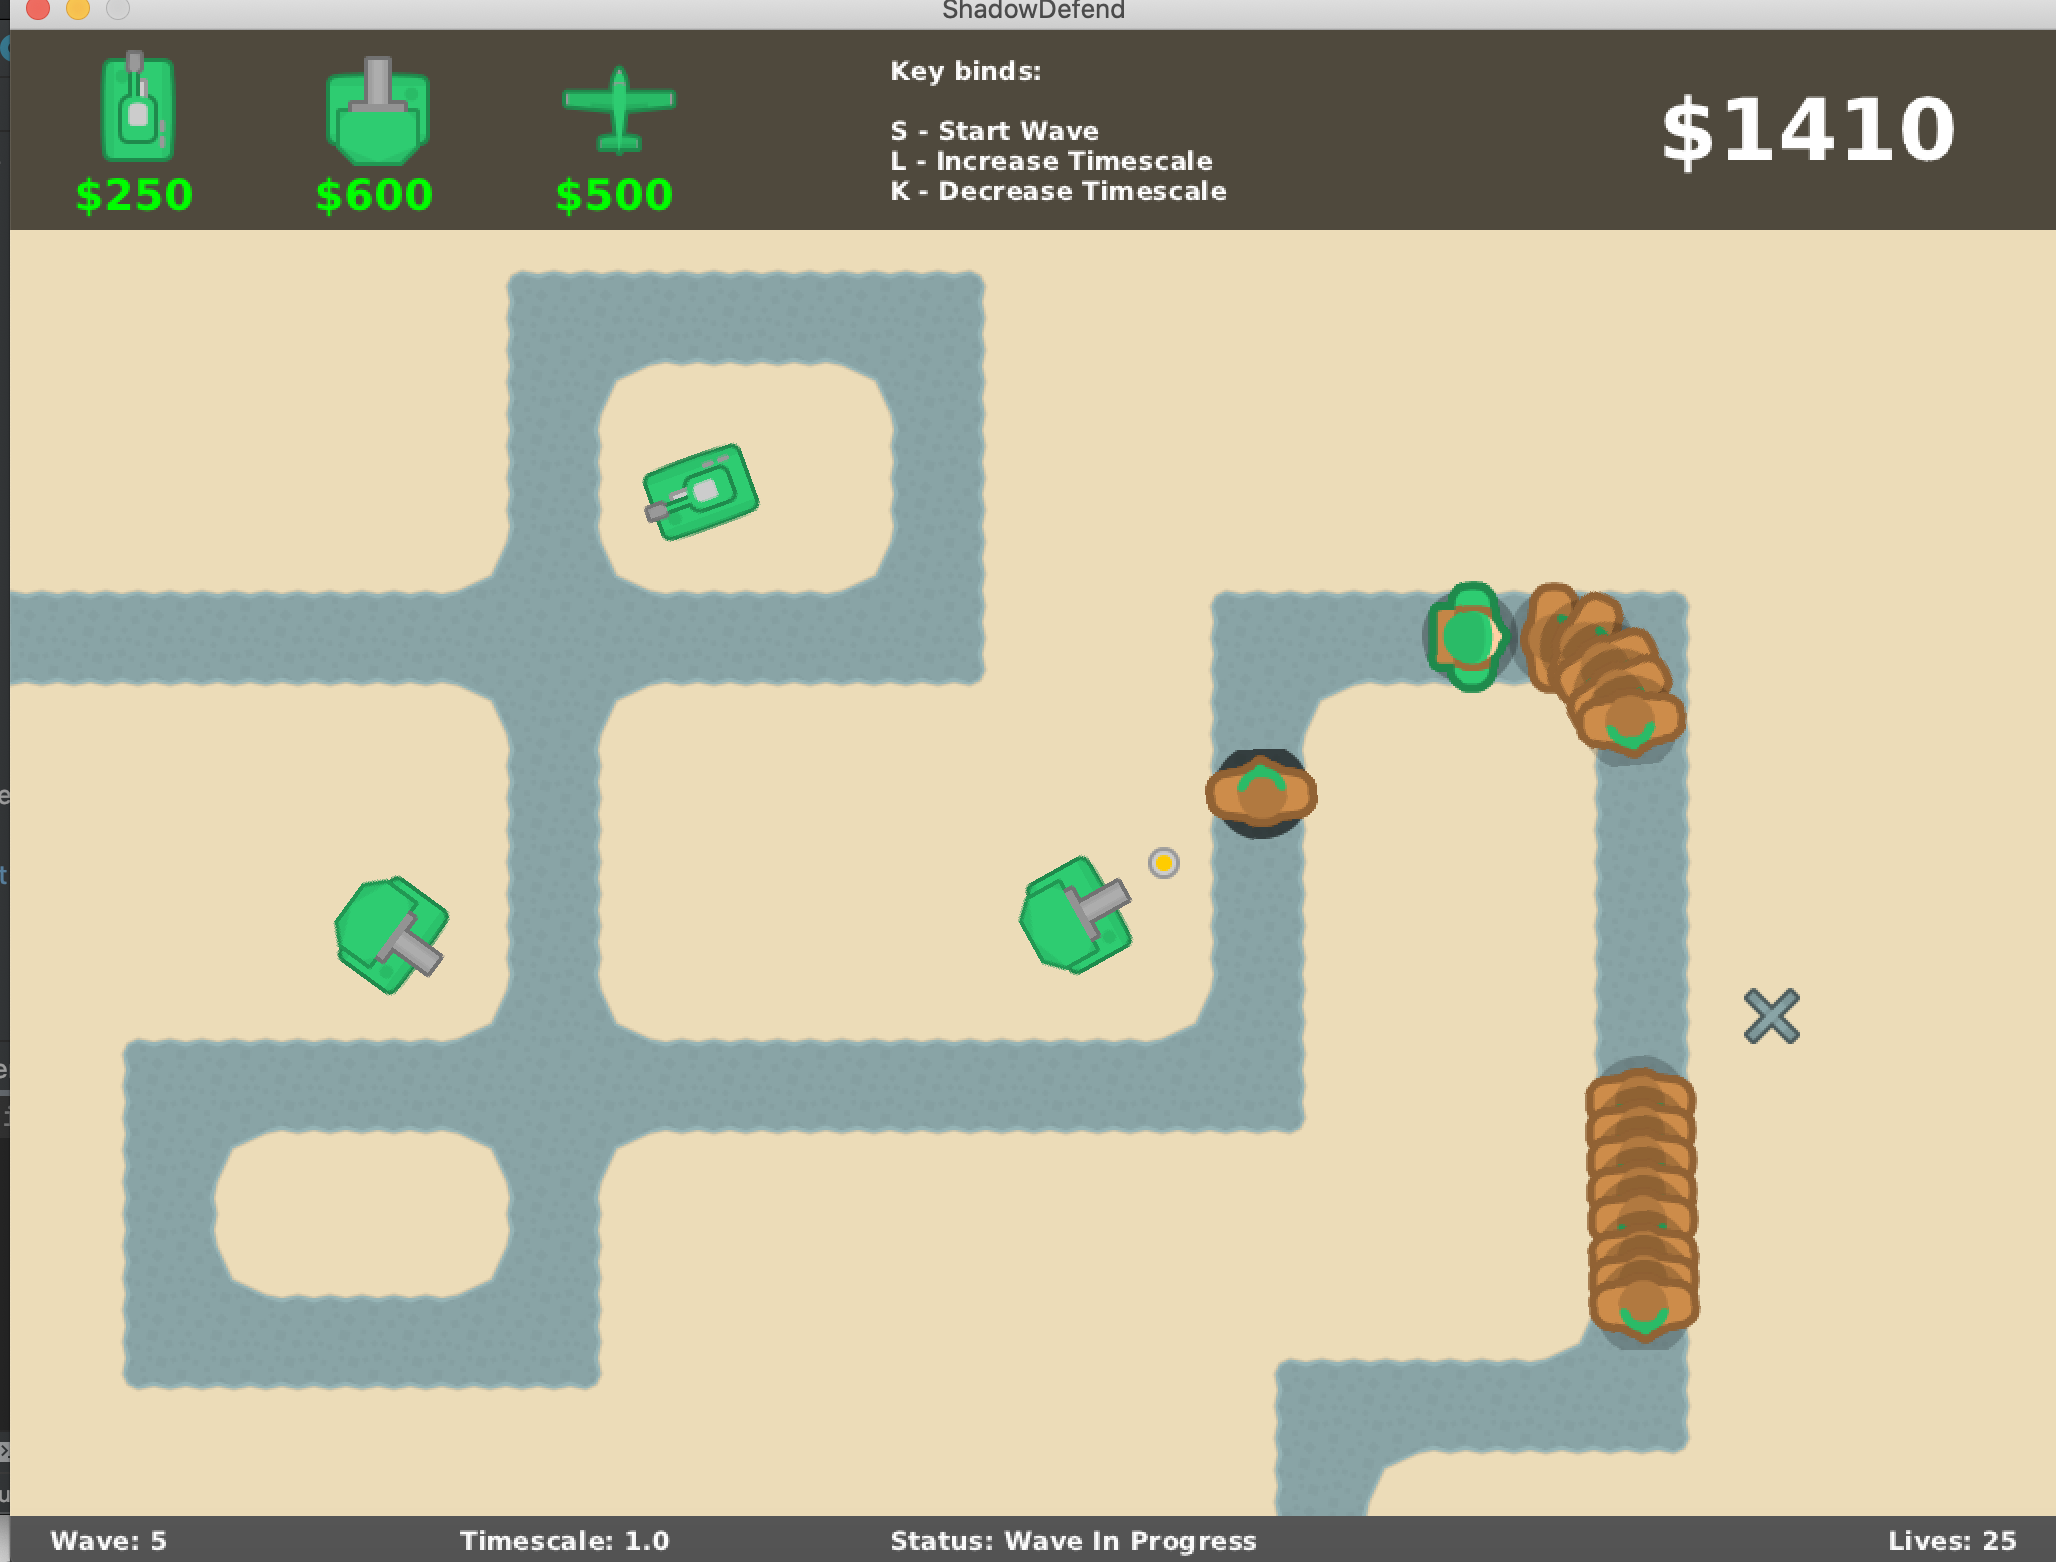 ShadowDefend
$250
$600
$500
Key binds:
S - Start Wave
L - Increase Timescale
K - Decrease Timescale
$1410
Wave: 5
Timescale: 1.0
Status: Wave In Progress
Lives: 25